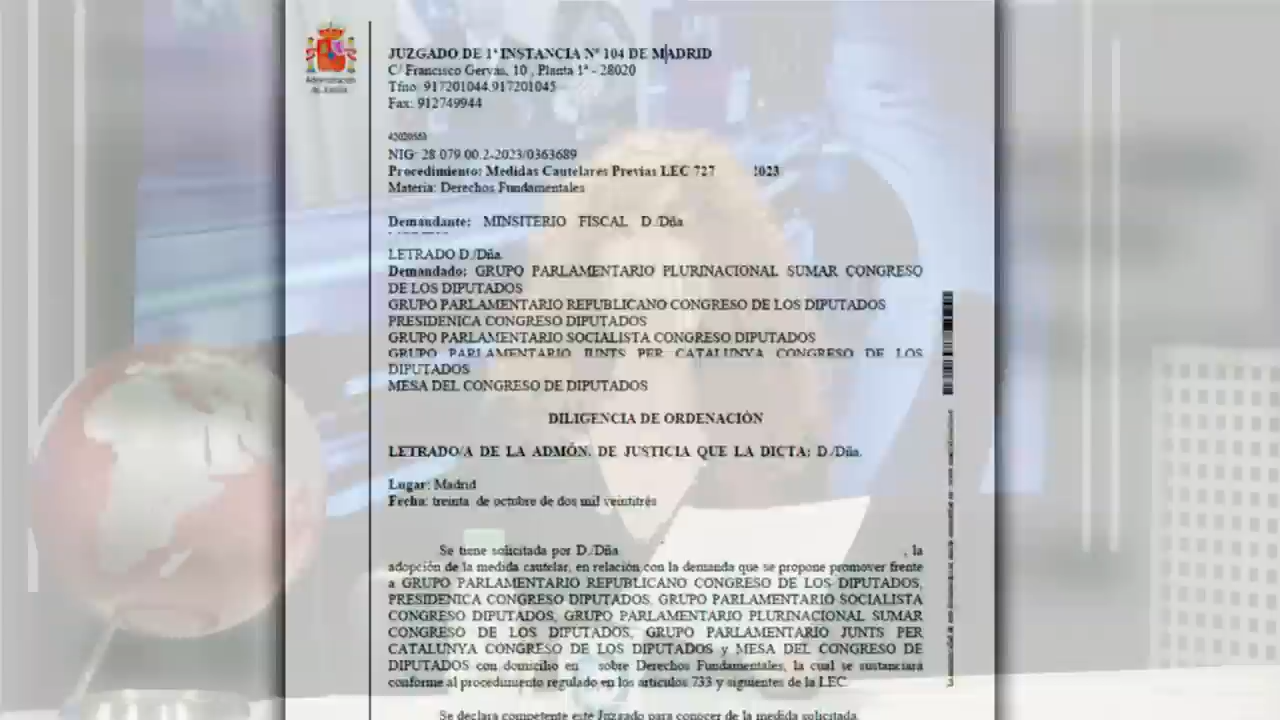 Administración
de Justicia
JUZGADO DE 1ª INSTANCIA Nº 104 DE MADRID
C/ Francisco Gervás, 10 , Planta 1ª - 28020
Tfno: 917201044,917201045
Fax: 912749944
42020553
NIG: 28.079.00.2-2023/0363689
Procedimiento: Medidas Cautelares Previas LEC 727 2023
Materia: Derechos Fundamentales
Demandante: MINSITERIO FISCAL D./Dña
LETRADO D./Dña.
Demandado: GRUPO PARLAMENTARIO PLURINACIONAL SUMAR CONGRESO
DE LOS DIPUTADOS
GRUPO PARLAMENTARIO REPUBLICANO CONGRESO DE LOS DIPUTADOS
PRESIDENICA CONGRESO DIPUTADOS
GRUPO PARLAMENTARIO SOCIALISTA CONGRESO DIPUTADOS
GRUPO PARLAMENTARIO JUNTS PER CATALUNYA CONGRESO DE LOS
DIPUTADOS
MESA DEL CONGRESO DE DIPUTADOS
DILIGENCIA DE ORDENACIÓN
LETRADO/A DE LA ADMÓN. DE JUSTICIA QUE LA DICTA: D./Dña.
Lugar: Madrid
Fecha: treinta de octubre de dos mil veintitrés
Se tiene solicitada por D./Dña , la
adopción de la medida cautelar, en relación con la demanda que se propone promover frente
a GRUPO PARLAMENTARIO REPUBLICANO CONGRESO DE LOS DIPUTADOS,
PRESIDENICA CONGRESO DIPUTADOS, GRUPO PARLAMENTARIO SOCIALISTA
CONGRESO DIPUTADOS, GRUPO PARLAMENTARIO PLURINACIONAL SUMAR
CONGRESO DE LOS DIPUTADOS, GRUPO PARLAMENTARIO JUNTS PER
CATALUNYA CONGRESO DE LOS DIPUTADOS y MESA DEL CONGRESO DE
DIPUTADOS con domicilio en sobre Derechos Fundamentales, la cual se sustanciará
conforme al procedimiento regulado en los artículos 733 y siguientes de la LEC.
Se declara competente este Juzgado para conocer de la medida solicitada.